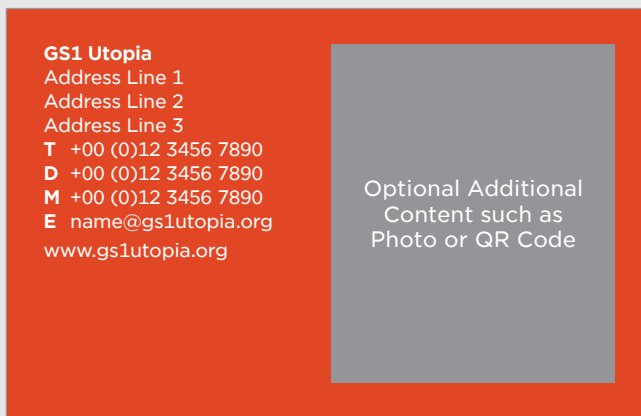 GS1 Utopia
Address Line 1
Address Line 2
Address Line 3
T +00 (0)12 3456 7890
D +00 (0)12 3456 7890
M +00 (0)12 3456 7890
E name@gs1utopia.org
www.gs1utopia.org
Optional Additional
Content such as
Photo or QR Code